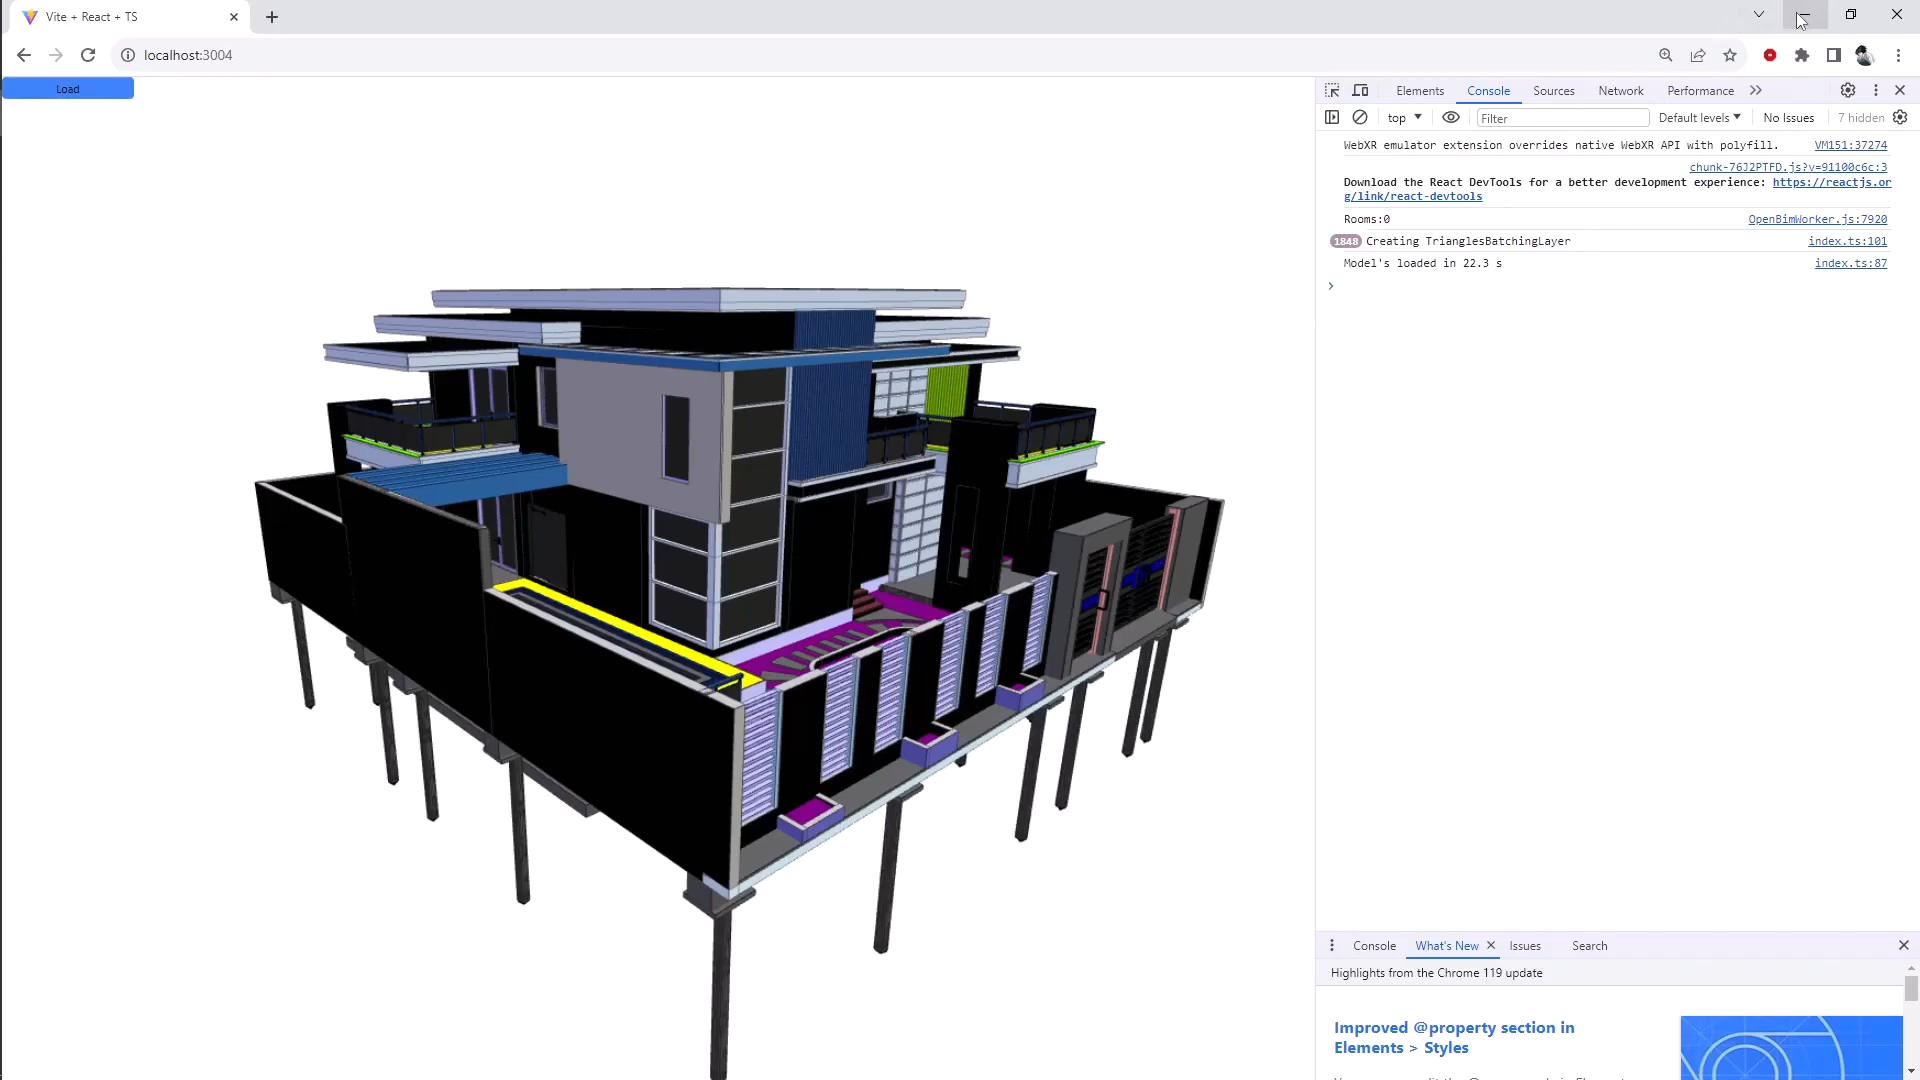 Vite + React + TS
localhost:3004
Load
Elements
Console
Sources
Network
Performance
top
Filter
Default levels
No Issues
7 hidden
WebXR emulator extension overrides native WebXR API with polyfill.
VM151:37274
chunk-76J2PTFD.js?v=91100c6c:3
Download the React DevTools for a better development experience: https://reactjs.or
g/link/react-devtools
Rooms:0
OpenBimWorker.js:7920
1848 Creating TrianglesBatchingLayer
index.ts:101
Model's loaded in 22.3 s
index.ts:87
Console
What's New
Issues
Search
Highlights from the Chrome 119 update
Improved @property section in
Elements > Styles